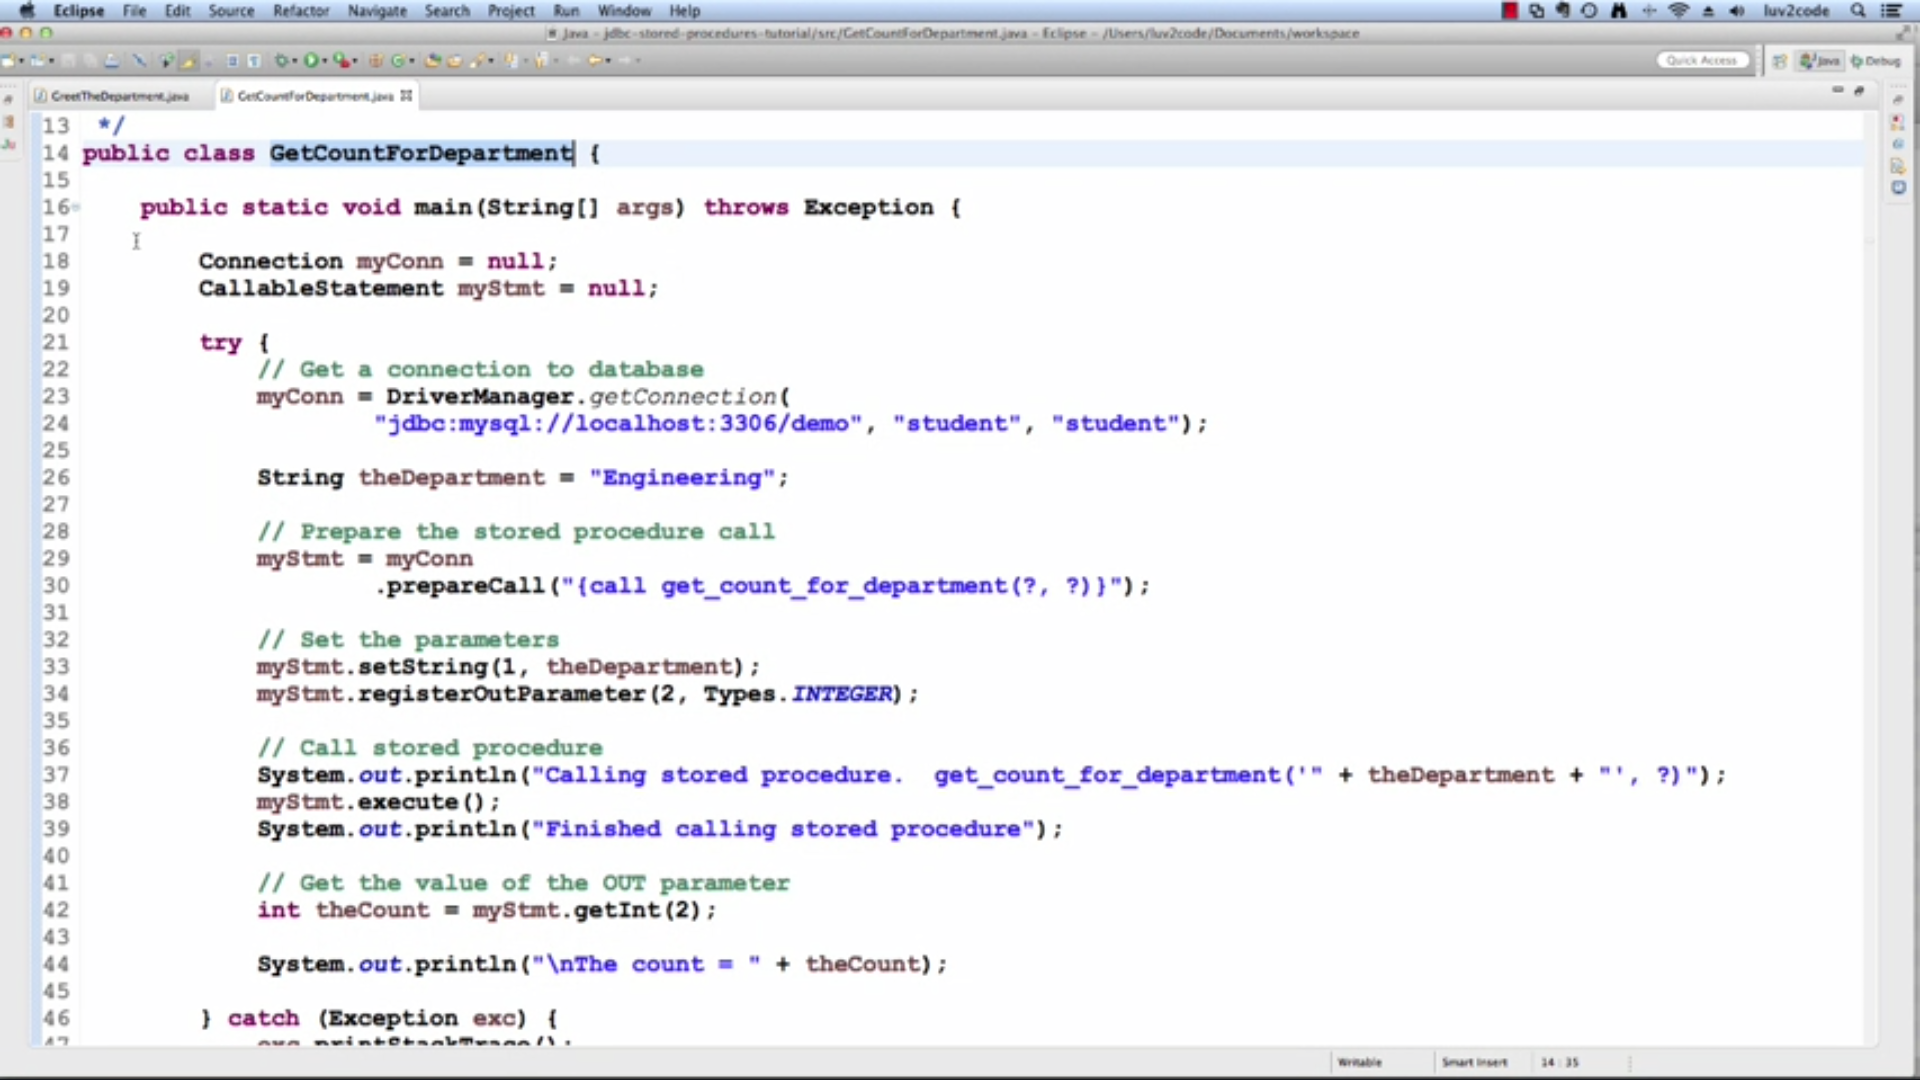 Eclipse File Edit Source Refactor Navigate Search Project Run Window Help luv2code
Java - jdbc-stored-procedures-tutorial/src/GetCountForDepartment.java - Eclipse - /Users/luv2code/Documents/workspace
Quick Access Java Debug
GreetTheDepartment.java GetCountForDepartment.java
13 */
14 public class GetCountForDepartment {
15
16 public static void main(String[] args) throws Exception {
17
18 Connection myConn = null;
19 CallableStatement myStmt = null;
20
21 try {
22 // Get a connection to database
23 myConn = DriverManager.getConnection(
24 "jdbc:mysql://localhost:3306/demo", "student", "student");
25
26 String theDepartment = "Engineering";
27
28 // Prepare the stored procedure call
29 myStmt = myConn
30 .prepareCall("{call get_count_for_department(?, ?)}");
31
32 // Set the parameters
33 myStmt.setString(1, theDepartment);
34 myStmt.registerOutParameter(2, Types.INTEGER);
35
36 // Call stored procedure
37 System.out.println("Calling stored procedure.  get_count_for_department('" + theDepartment + "', ?)");
38 myStmt.execute();
39 System.out.println("Finished calling stored procedure");
40
41 // Get the value of the OUT parameter
42 int theCount = myStmt.getInt(2);
43
44 System.out.println("\nThe count = " + theCount);
45
46 } catch (Exception exc) {
47 exc.printStackTrace();
Writable Smart Insert 14 : 35